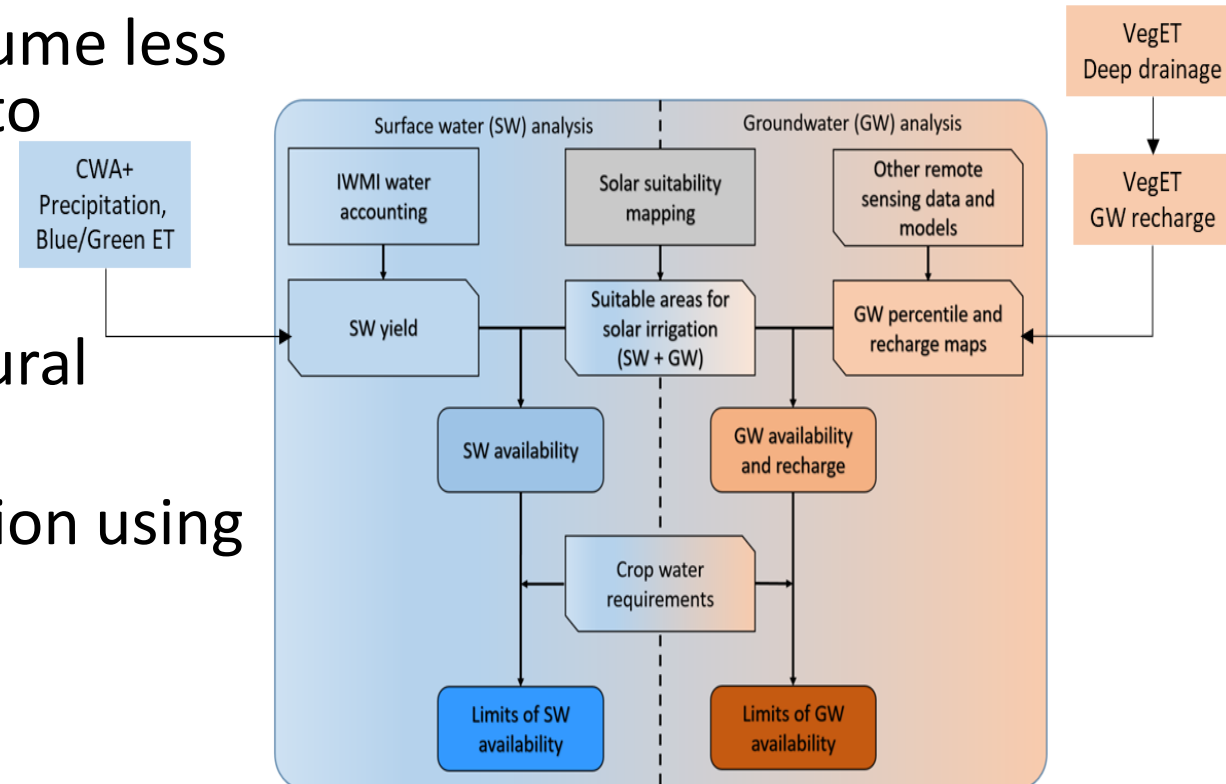 ume less
to
ural
ion using
CWA+
Precipitation,
Blue/Green ET
Surface water (SW) analysis
Groundwater (GW) analysis
IWMI water
accounting
Solar suitability
mapping
Other remote
sensing data and
models
SW yield
Suitable areas for
solar irrigation
(SW + GW)
GW percentile and
recharge maps
SW availability
GW availability
and recharge
Crop water
requirements
Limits of SW
availability
Limits of GW
availability
VegET
Deep drainage
VegET
GW recharge